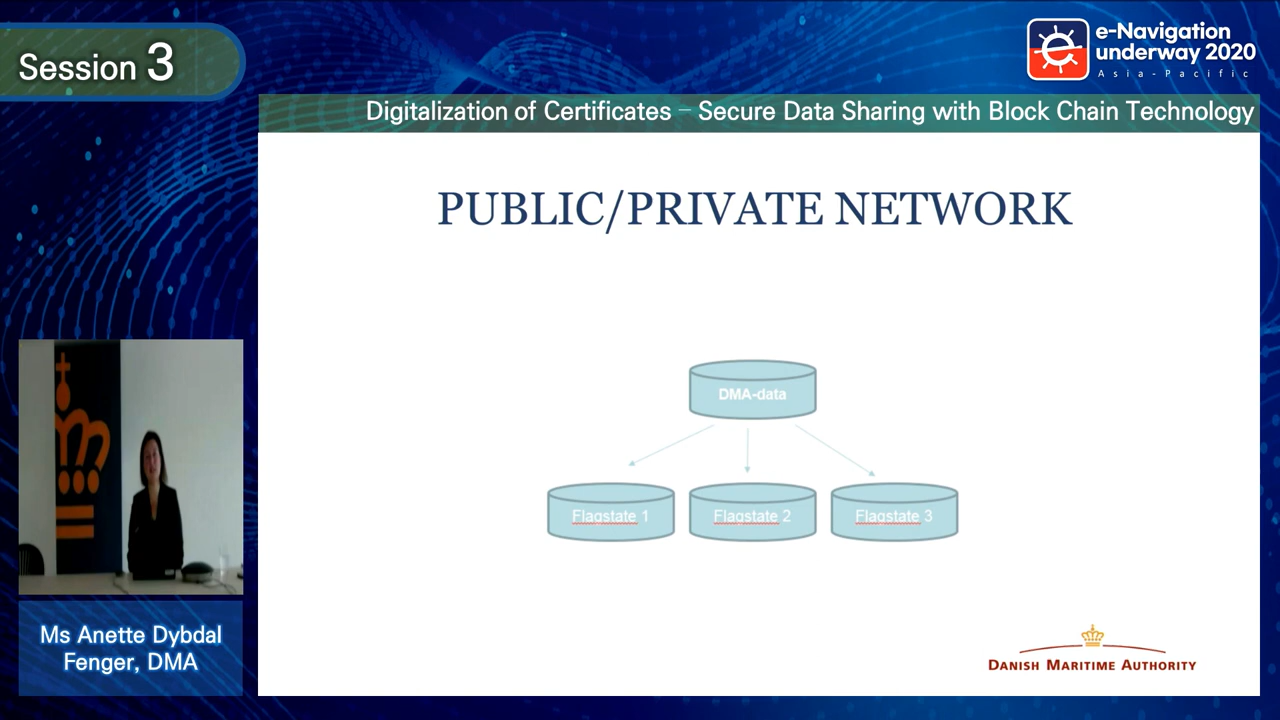 Session 3
e-Navigation
underway 2020
Asia-Pacific
Digitalization of Certificates – Secure Data Sharing with Block Chain Technology
PUBLIC/PRIVATE NETWORK
DMA-data
Flagstate 1
Flagstate 2
Flagstate 3
Ms Anette Dybdal
Fenger, DMA
DANISH MARITIME AUTHORITY